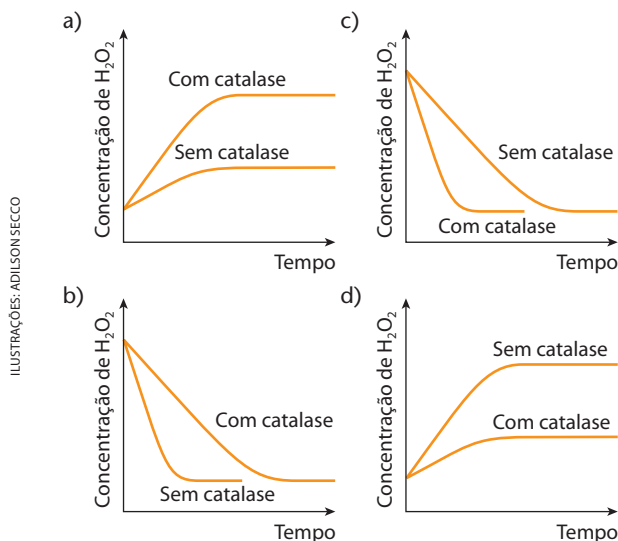 a)
Concentração de H₂O₂
Com catalase
Sem catalase
Tempo
b)
Concentração de H₂O₂
Com catalase
Sem catalase
Tempo
c)
Concentração de H₂O₂
Sem catalase
Com catalase
Tempo
d)
Concentração de H₂O₂
Sem catalase
Com catalase
Tempo
ILUSTRAÇÕES: ADILSON SECCO